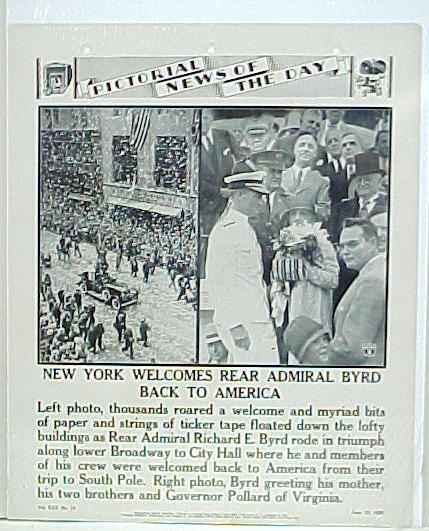 PICTORIAL NEWS OF THE DAY
NEW YORK WELCOMES REAR ADMIRAL BYRD
BACK TO AMERICA
Left photo, thousands roared a welcome and myriad bits
of paper and strings of ticker tape floated down the lofty
buildings as Rear Admiral Richard E. Byrd rode in triumph
along lower Broadway to City Hall where he and members
of his crew were welcomed back to America from their
trip to South Pole. Right photo, Byrd greeting his mother,
his two brothers and Governor Pollard of Virginia.